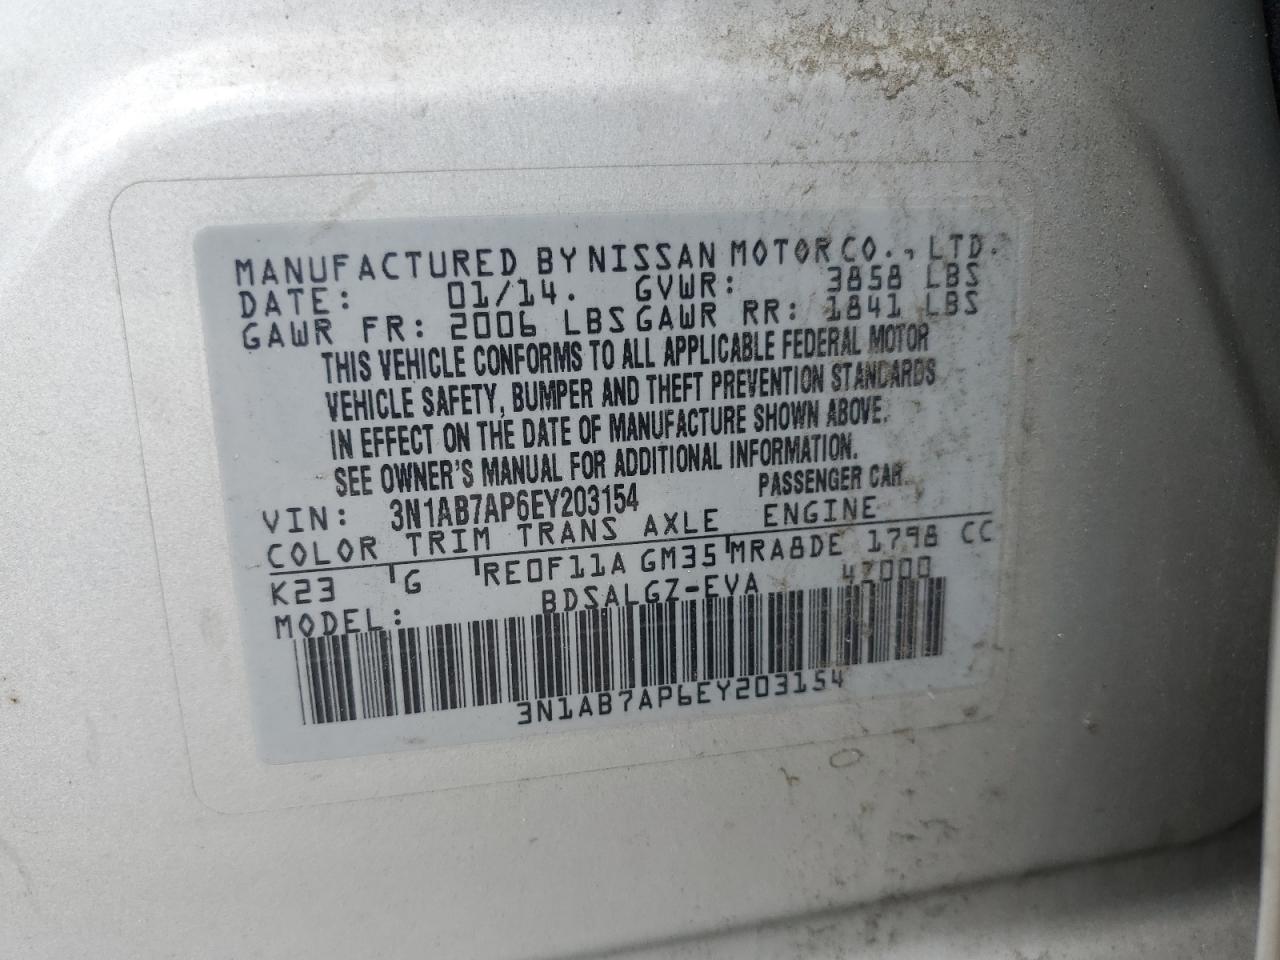 MANUFACTURED BY NISSAN MOTOR CO., LTD.
DATE: 01/14. GVWR: 3858 LBS
GAWR FR: 2006 LBS GAWR RR: 1841 LBS
THIS VEHICLE CONFORMS TO ALL APPLICABLE FEDERAL MOTOR
VEHICLE SAFETY, BUMPER AND THEFT PREVENTION STANDARDS
IN EFFECT ON THE DATE OF MANUFACTURE SHOWN ABOVE.
SEE OWNER'S MANUAL FOR ADDITIONAL INFORMATION.
VIN: 3N1AB7AP6EY203154 PASSENGER CAR
COLOR TRIM TRANS AXLE ENGINE
K23 G RE0F11A GM35 MRA8DE 1798 CC
MODEL: BDSALGZ-EVA 47000
3N1AB7AP6EY203154